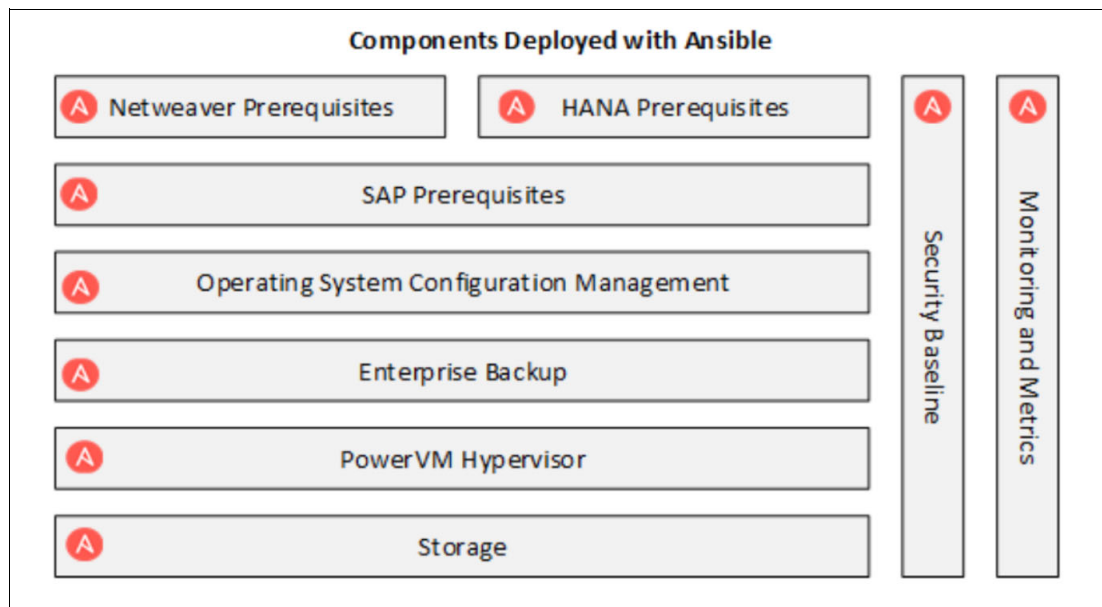 Components Deployed with Ansible
Netweaver Prerequisites
HANA Prerequisites
SAP Prerequisites
Operating System Configuration Management
Enterprise Backup
PowerVM Hypervisor
Storage
Security Baseline
Monitoring and Metrics